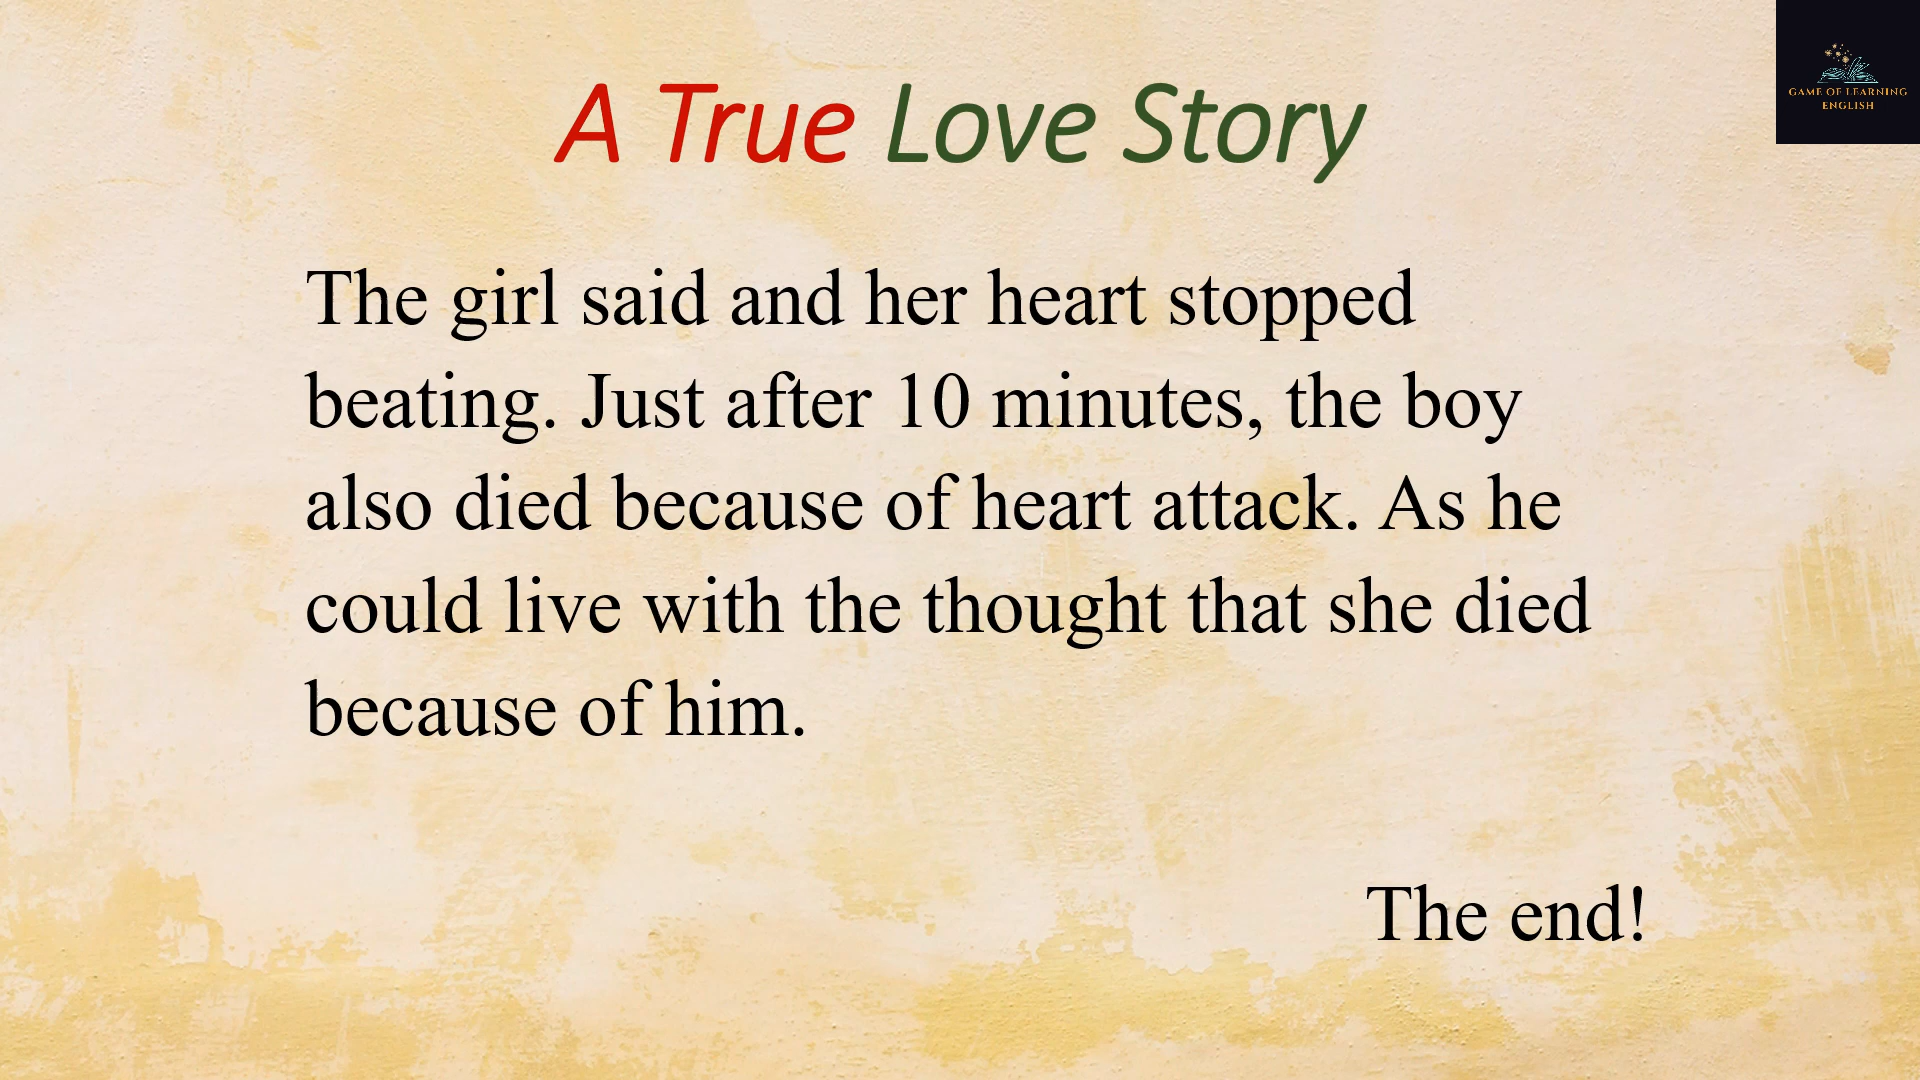 A True Love Story
GAME OF LEARNING
ENGLISH
The girl said and her heart stopped
beating. Just after 10 minutes, the boy
also died because of heart attack. As he
could live with the thought that she died
because of him.
The end!